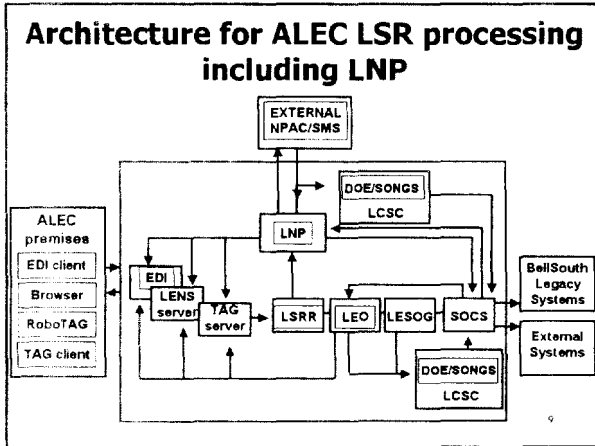 Architecture for ALEC LSR processing
including LNP
EXTERNAL
NPAC/SMS
DOE/SONGS
LCSC
LNP
ALEC
premises
EDI client
Browser
RoboTAG
TAG client
EDI
LENS
server
TAG
server
LSRR
LEO
LESOG
SOCS
BellSouth
Legacy
Systems
External
Systems
DOE/SONGS
LCSC
9